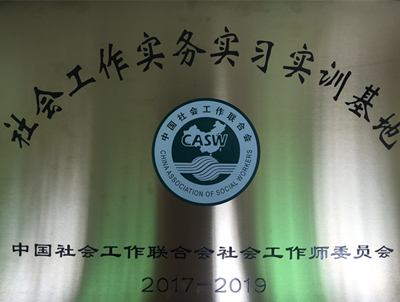 社会工作实务实习实训基地
中国社会工作联合会
CASW
CHINA ASSOCIATION OF SOCIAL WORKERS
中国社会工作联合会社会工作师委员会
2017-2019